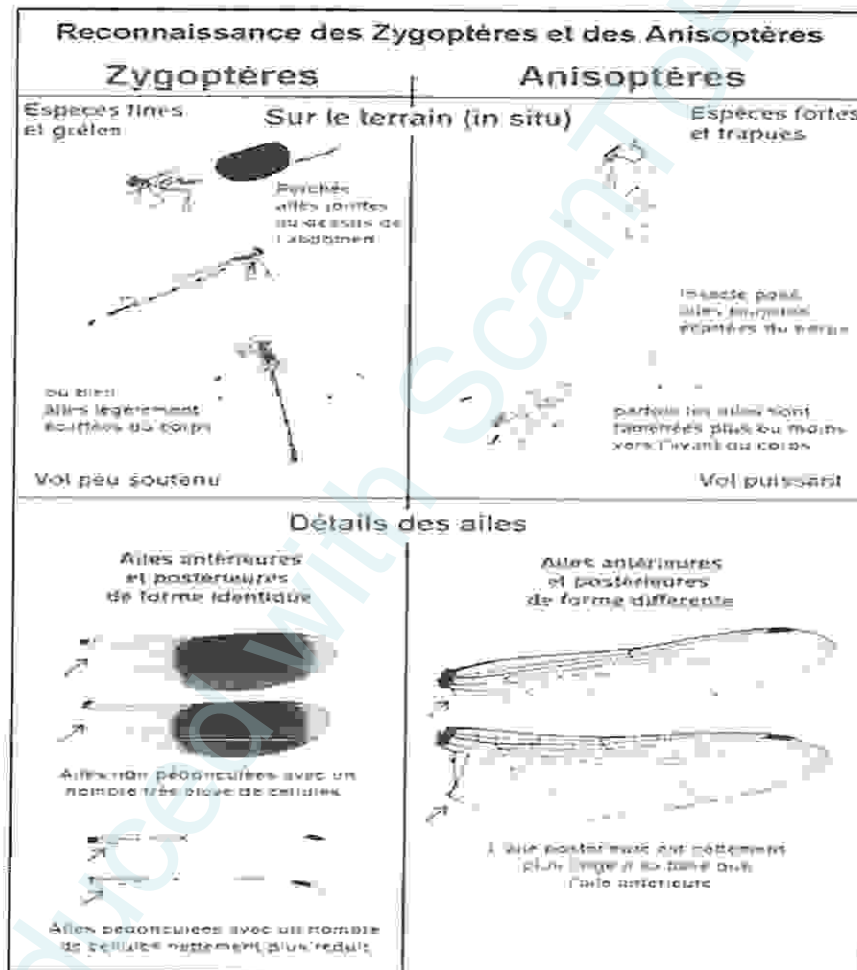 Reconnaissance des Zygoptères et des Anisoptères
Zygoptères
Anisoptères
Sur le terrain (in situ)
Espèces fines
et grêles
Espèces fortes
et trapues
Perchés
ailes jointes
au dessus de
l'abdomen
ou bien
ailes légèrement
écartées du corps
Vol peu soutenu
Insecte posé
ailes toujours
écartées du corps
parfois les ailes sont
ramenées plus ou moins
vers l'avant du corps
Vol puissant
Détails des ailes
Ailes antérieures
et postérieures
de forme identique
Ailes non pédonculées avec un
nombre très élevé de cellules
Ailes pédonculées avec un nombre
de cellules nettement plus réduit
Ailes antérieures
et postérieures
de forme différente
L'aile postérieure est nettement
plus large à sa base que
l'aile antérieure
duced with Scan